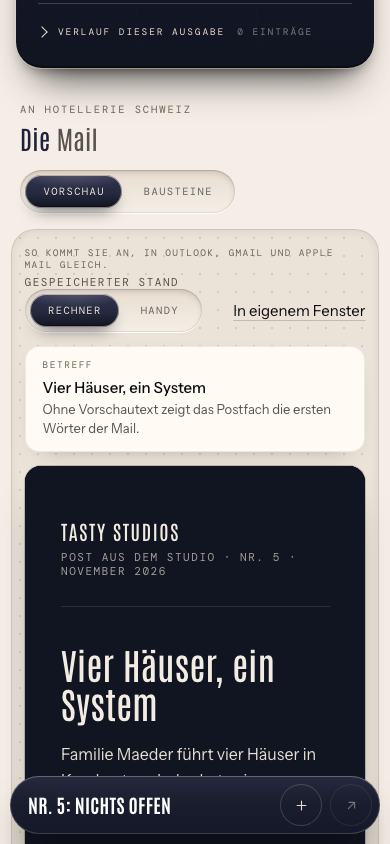 VERLAUF DIESER AUSGABE 0 EINTRÄGE
AN HOTELLERIE SCHWEIZ
Die Mail
VORSCHAU BAUSTEINE
SO KOMMT SIE AN, IN OUTLOOK, GMAIL UND APPLE
MAIL GLEICH.
GESPEICHERTER STAND
RECHNER HANDY In eigenem Fenster
BETREFF
Vier Häuser, ein System
Ohne Vorschautext zeigt das Postfach die ersten
Wörter der Mail.
TASTY STUDIOS
POST AUS DEM STUDIO · NR. 5 ·
NOVEMBER 2026
Vier Häuser, ein
System
Familie Maeder führt vier Häuser in
NR. 5: NICHTS OFFEN